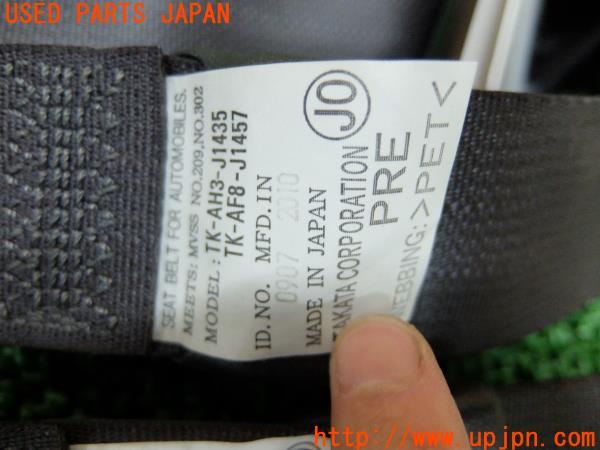 USED PARTS JAPAN
SEAT BELT FOR AUTOMOBILES.
MEETS: MVSS NO.209, NO.302
MODEL: TK-AH3-J1435
TK-AF8-J1457
ID. NO. MFD. IN
0907 2010
MADE IN JAPAN
TAKATA CORPORATION
PRE
WEBBING: >PET<
JO
http://www.upjpn.com/